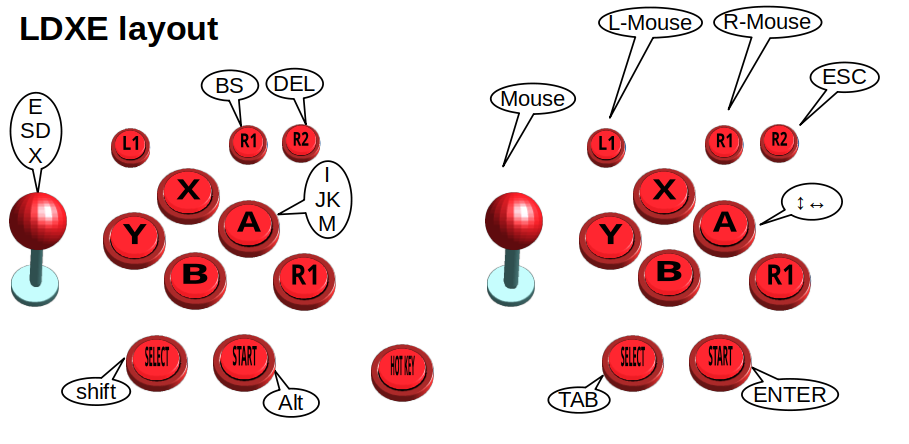 LDXE layout
L-Mouse
R-Mouse
BS
DEL
ESC
Mouse
E
SD
X
L1
R1
R2
L1
R1
R2
I
JK
M
X
A
Y
B
R1
X
A
Y
B
R1
↕↔
SELECT
START
HOT KEY
SELECT
START
shift
Alt
TAB
ENTER